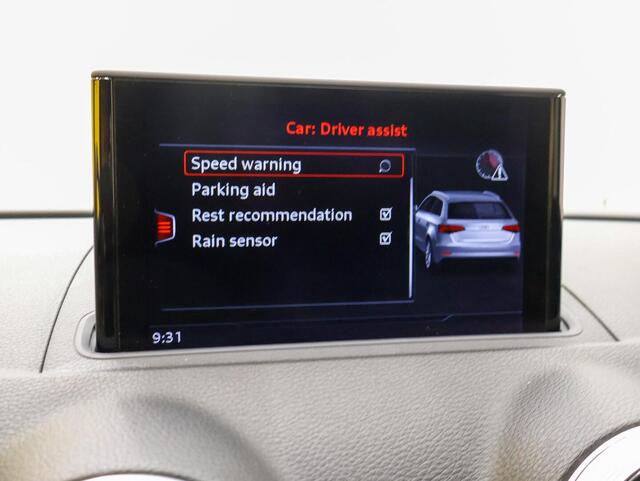 Car: Driver assist
Speed warning
Parking aid
Rest recommendation
Rain sensor
9:31